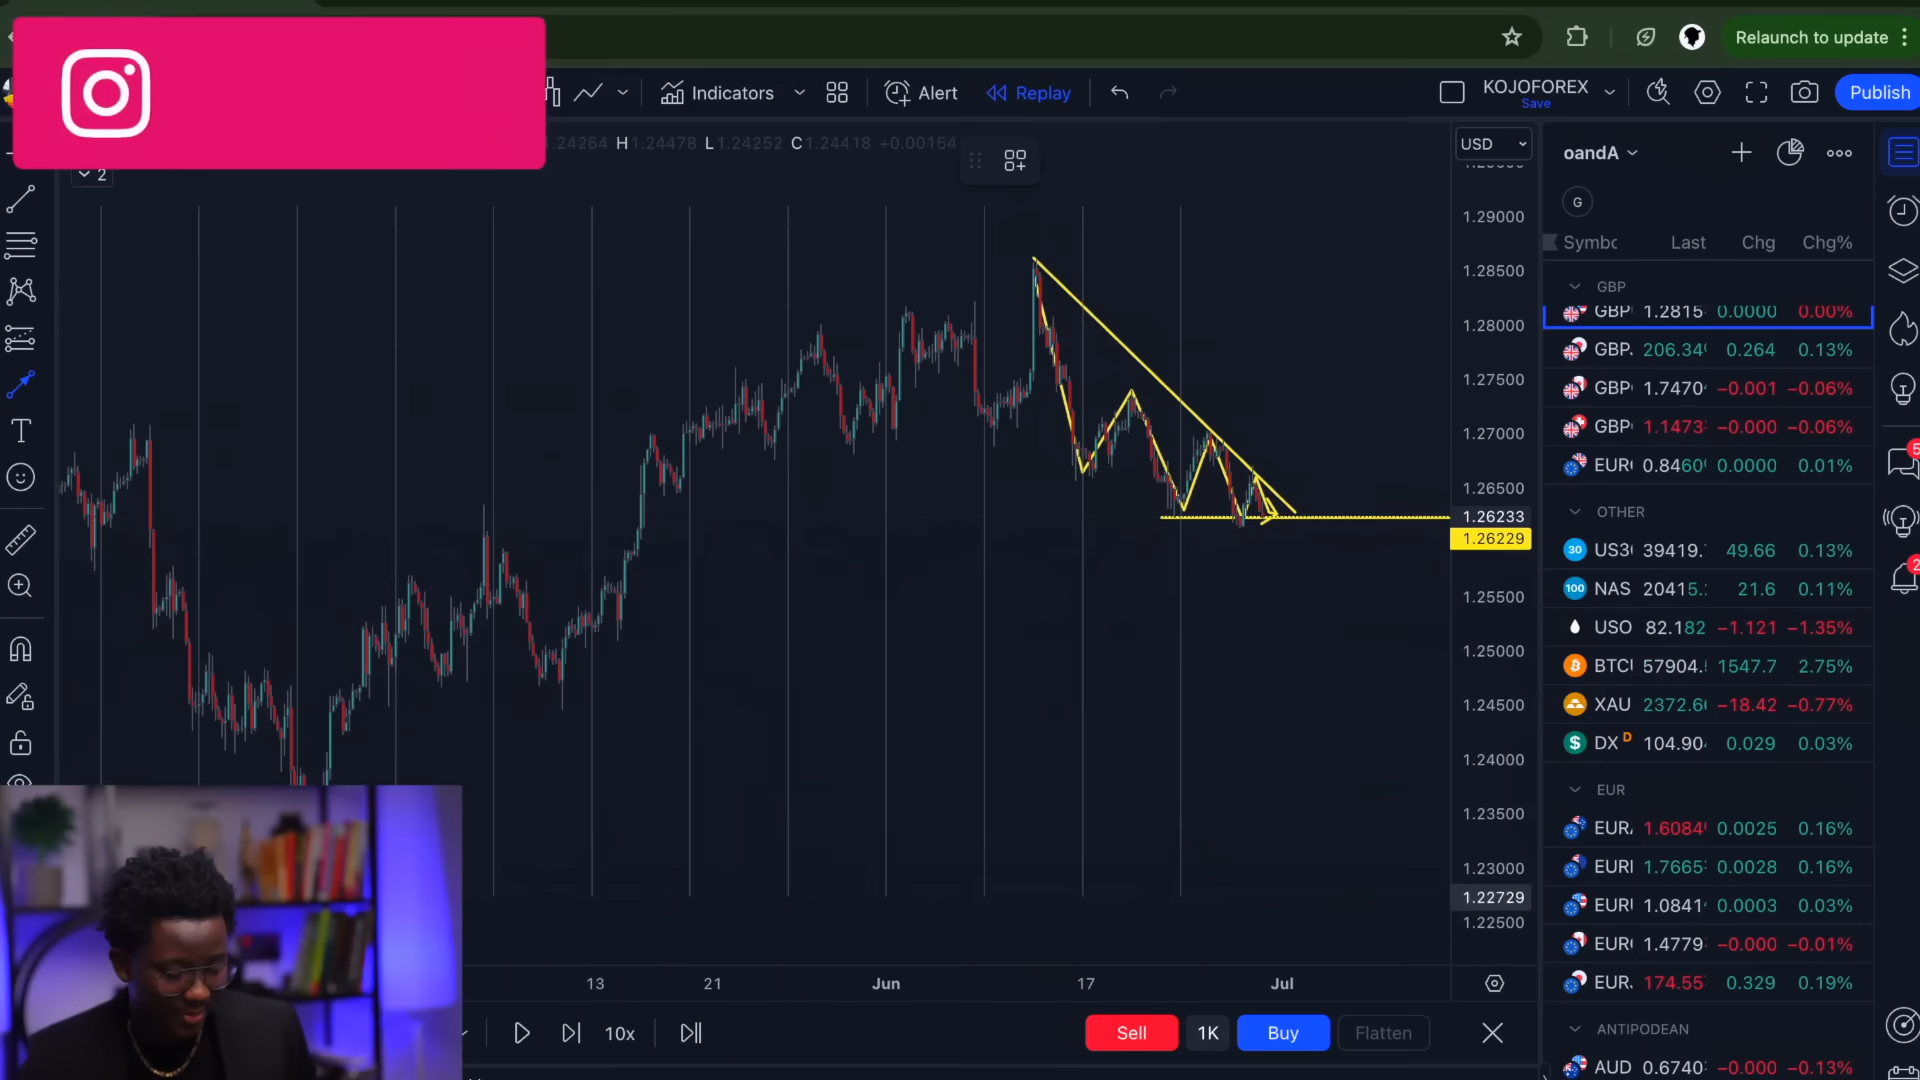 Relaunch to update
Indicators
Alert
Replay
KOJOFOREX
Save
Publish
1.24264 H1.24478 L1.24252 C1.24418 +0.00154
2
USD
1.29000
1.28500
1.28000
1.27500
1.27000
1.26500
1.26233
1.26229
1.25500
1.25000
1.24500
1.24000
1.23500
1.23000
1.22729
1.22500
13 21 Jun 17 Jul
10x
Sell 1K Buy Flatten
oandA
G
Symbc Last Chg Chg%
GBP
GBP 1.2815 0.0000 0.00%
GBP 206.34 0.264 0.13%
GBP 1.7470 −0.001 −0.06%
GBP 1.1473 −0.000 −0.06%
EUR 0.8460 0.0000 0.01%
OTHER
30 US3 39419. 49.66 0.13%
100 NAS 20415. 21.6 0.11%
USO 82.182 −1.121 −1.35%
BTC 57904. 1547.7 2.75%
XAU 2372.6 −18.42 −0.77%
DX D 104.90 0.029 0.03%
EUR
EUR 1.6084 0.0025 0.16%
EUR 1.7665 0.0028 0.16%
EUR 1.0841 0.0003 0.03%
EUR 1.4779 −0.000 −0.01%
EUR 174.55 0.329 0.19%
ANTIPODEAN
AUD 0.6740 −0.000 −0.13%
5
2